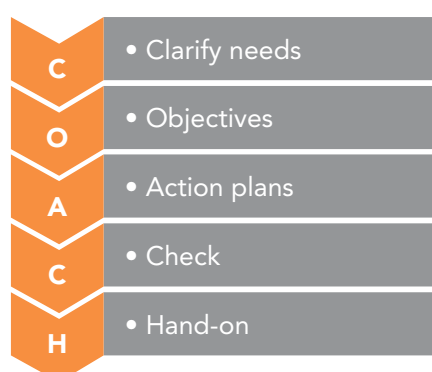 C • Clarify needs
O • Objectives
A • Action plans
C • Check
H • Hand-on